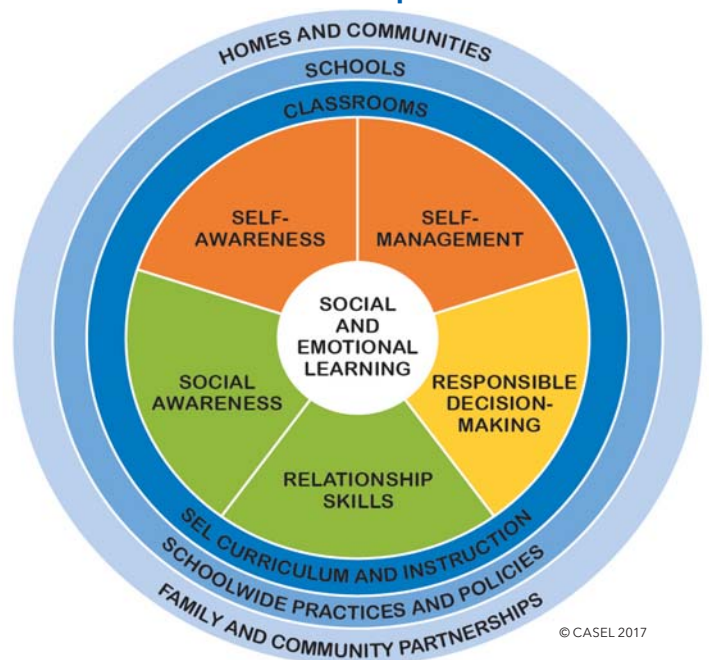 HOMES AND COMMUNITIES
SCHOOLS
CLASSROOMS
SELF-
AWARENESS
SELF-
MANAGEMENT
SOCIAL
AND
EMOTIONAL
LEARNING
SOCIAL
AWARENESS
RESPONSIBLE
DECISION-
MAKING
RELATIONSHIP
SKILLS
SEL CURRICULUM AND INSTRUCTION
SCHOOLWIDE PRACTICES AND POLICIES
FAMILY AND COMMUNITY PARTNERSHIPS
© CASEL 2017